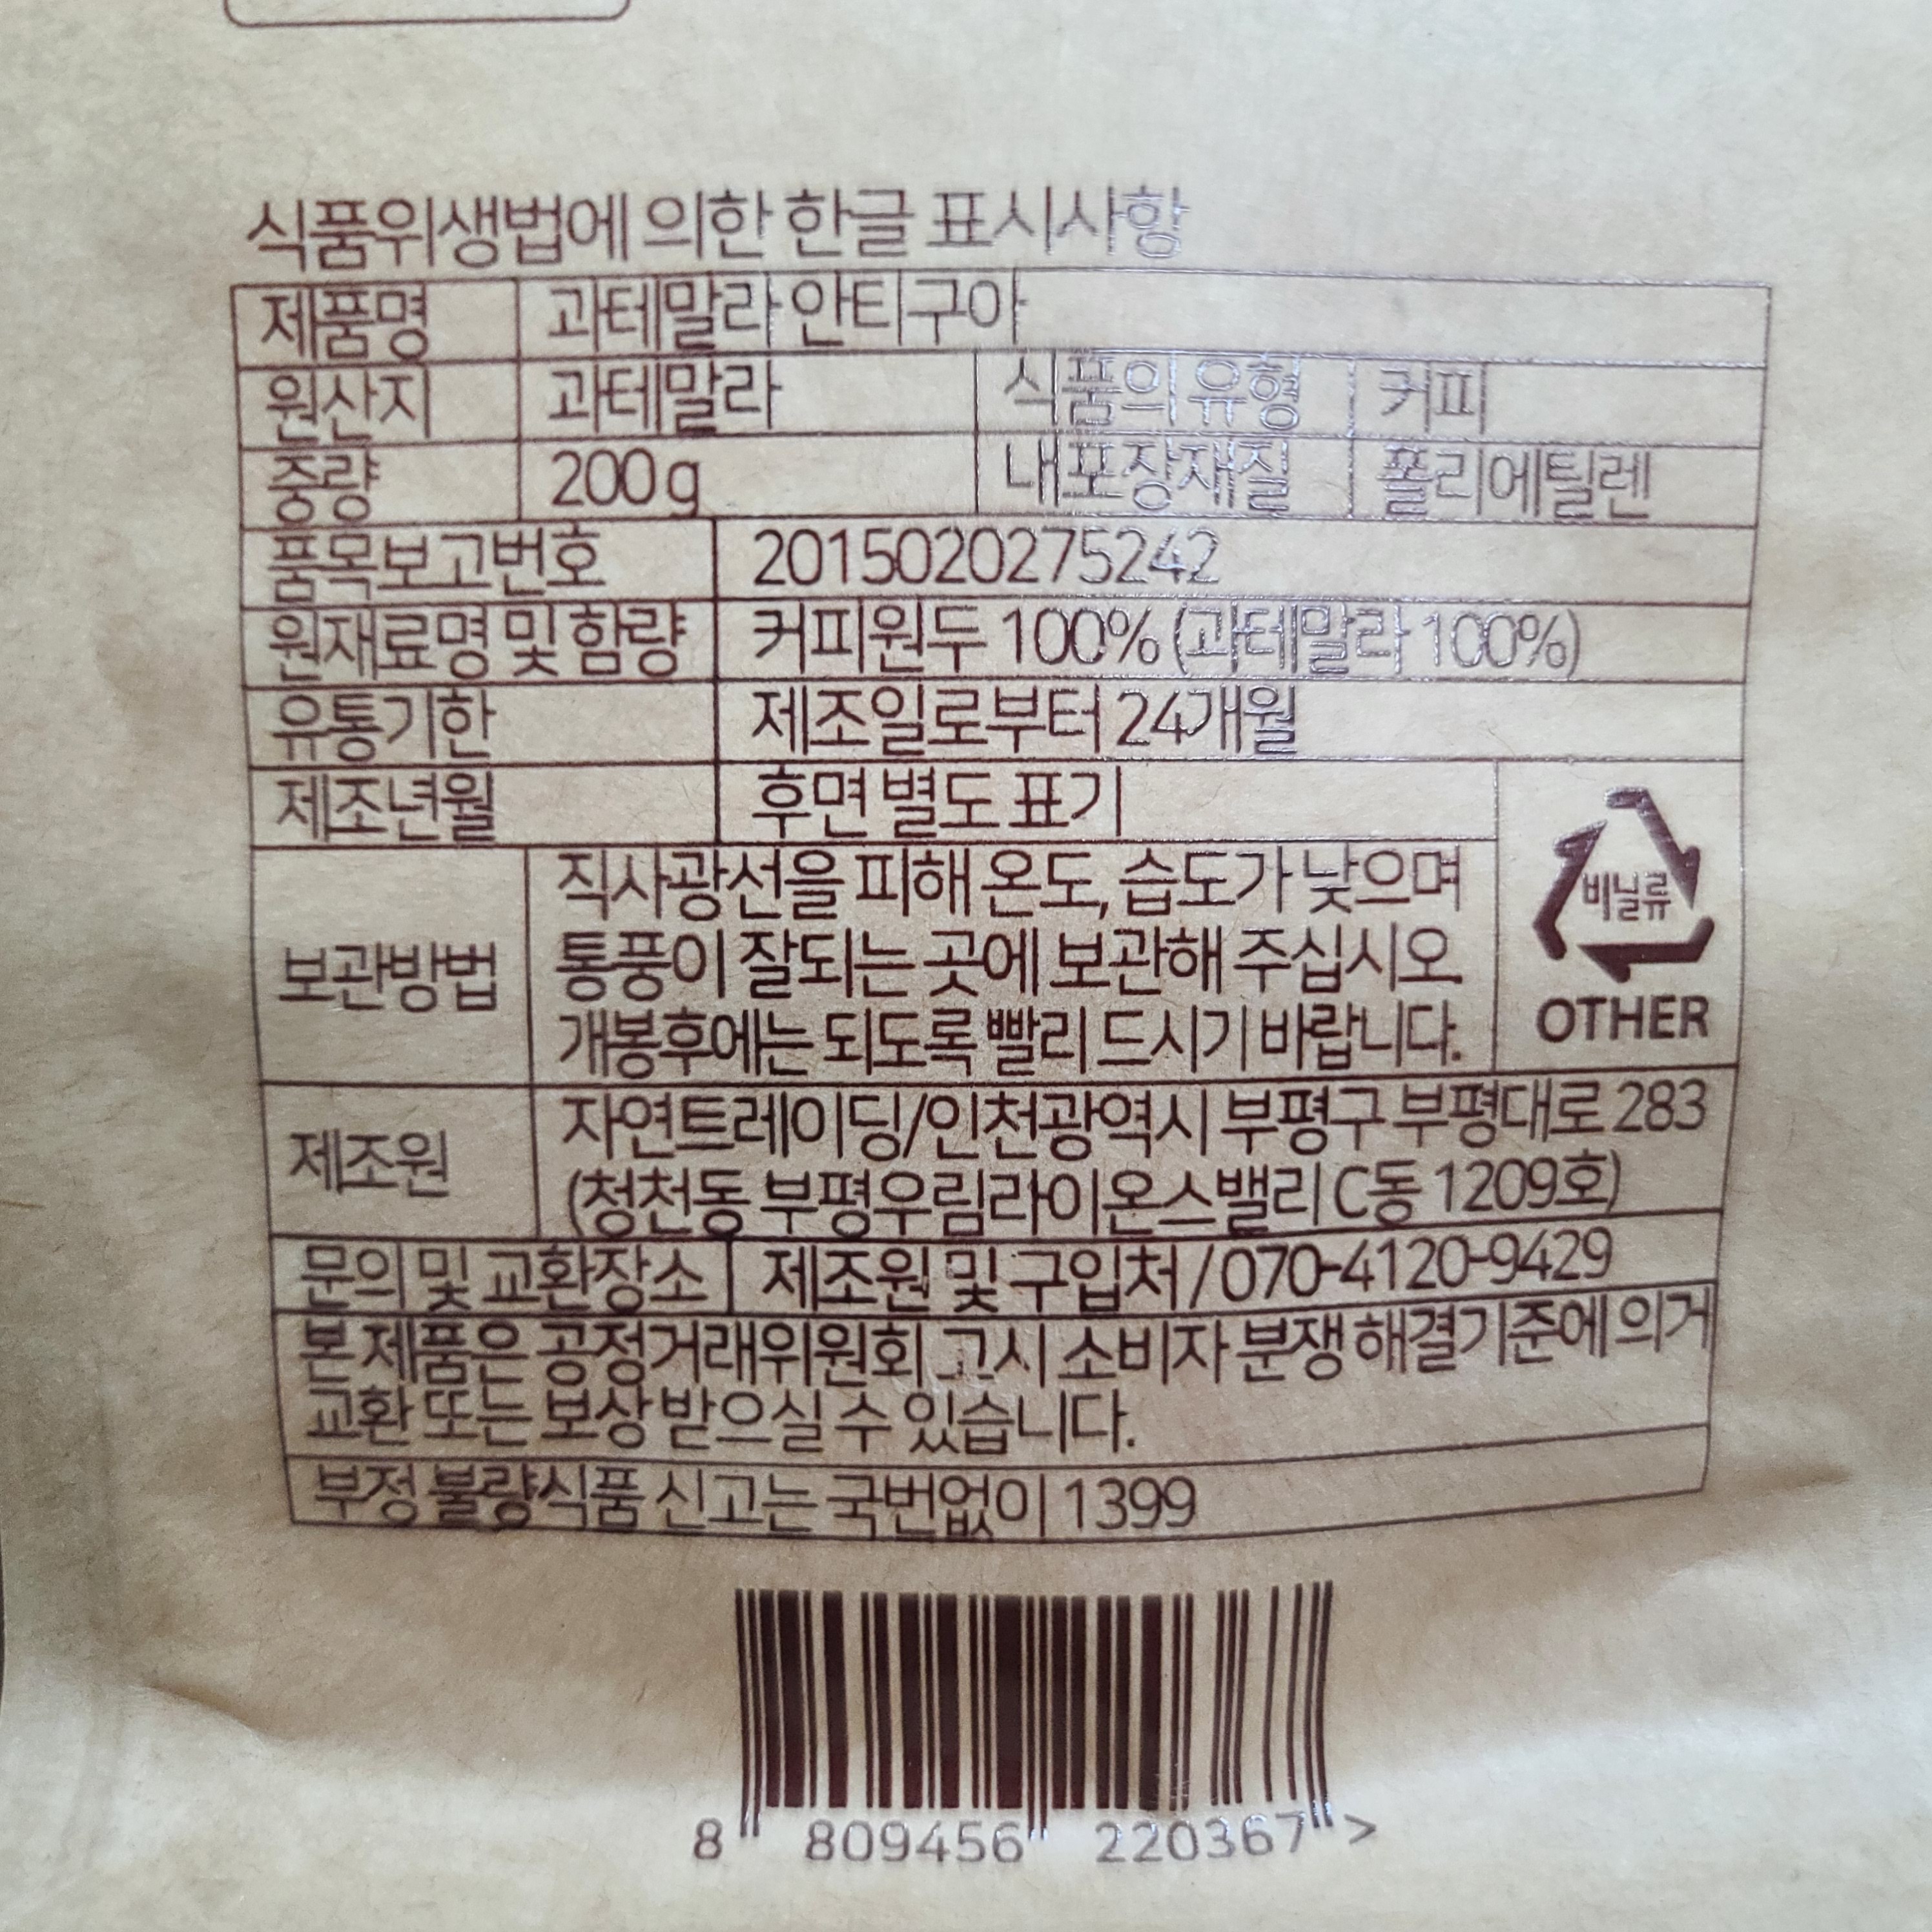 식품위생법에 의한 한글 표시사항
제품명 과테말라 안티구아
원산지 과테말라 식품의 유형 커피
중량 200g 내포장재질 폴리에틸렌
품목보고번호 2015020275242
원재료명 및 함량 커피원두 100% (과테말라 100%)
유통기한 제조일로부터 24개월
제조년월 후면 별도 표기
보관방법 직사광선을 피해 온도, 습도가 낮으며
통풍이 잘되는 곳에 보관해 주십시오
개봉후에는 되도록 빨리 드시기 바랍니다.
비닐류
OTHER
제조원 자연트레이딩/인천광역시 부평구 부평대로 283
(청천동 부평우림라이온스밸리 C동 1209호)
문의 및 교환장소 제조원 및 구입처 / 070-4120-9429
본 제품은 공정거래위원회 고시 소비자 분쟁 해결기준에 의거
교환 또는 보상 받으실 수 있습니다.
부정 불량식품 신고는 국번없이 1399
8 809456 220367 >